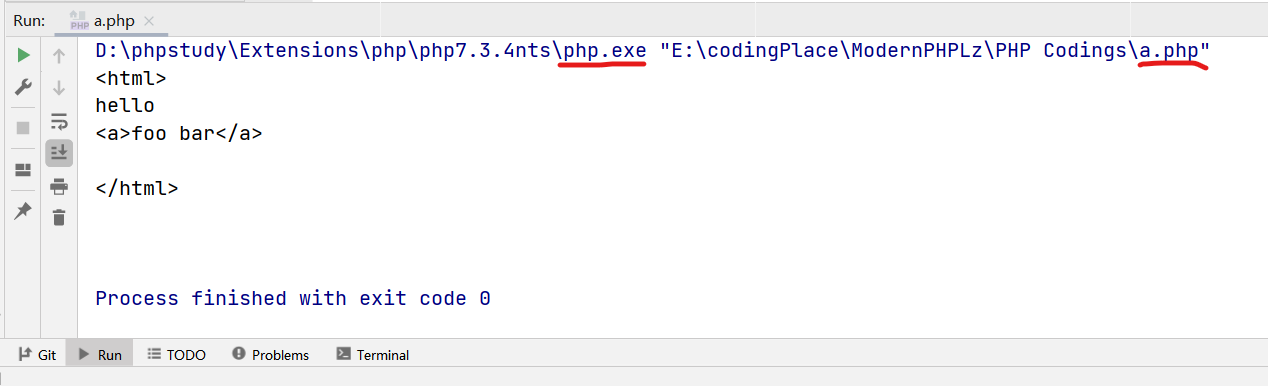 Run: PHP a.php
D:\phpstudy\Extensions\php\php7.3.4nts\php.exe "E:\codingPlace\ModernPHPLz\PHP Codings\a.php"
<html>
hello
<a>foo bar</a>
</html>
Process finished with exit code 0
Git Run TODO Problems Terminal